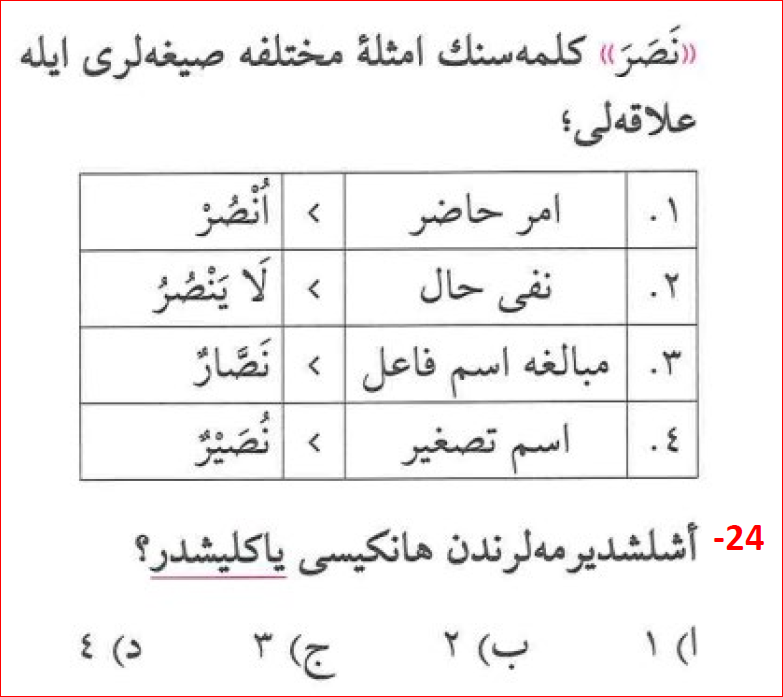 «نَصَرَ» كلمه‌سنك امثلهٔ مختلفه صيغه‌لرى ايله
علاقه‌لى؛
١. امر حاضر > اُنْصُرْ
٢. نفى حال > لَا يَنْصُرُ
٣. مبالغه اسم فاعل > نَصَّارٌ
٤. اسم تصغير > نُصَيْرٌ
24- أشلشديرمه‌لرندن هانكيسى ياكليشدر؟
ا) ١ ب) ٢ ج) ٣ د) ٤